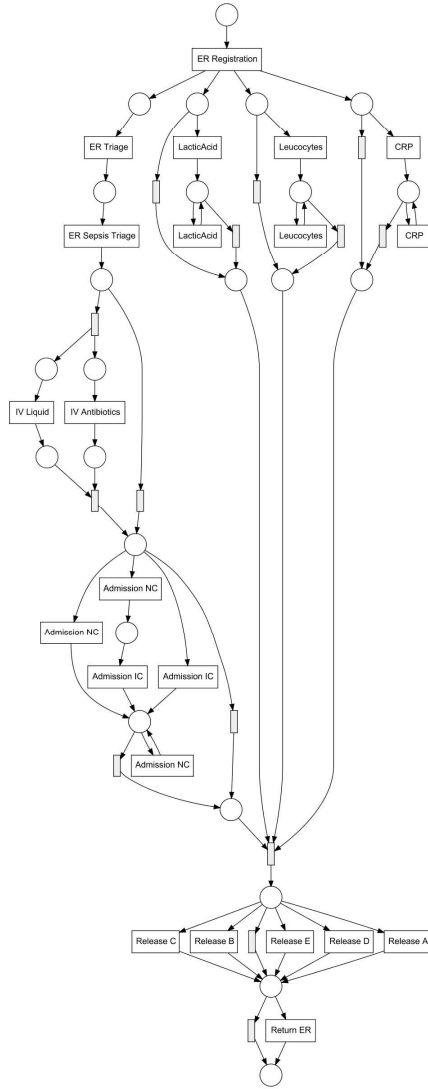 ER Registration
ER Triage
LacticAcid
Leucocytes
CRP
ER Sepsis Triage
LacticAcid
Leucocytes
CRP
IV Liquid
IV Antibiotics
Admission NC
Admission NC
Admission IC
Admission IC
Admission NC
Release C
Release B
Release E
Release D
Release A
Return ER